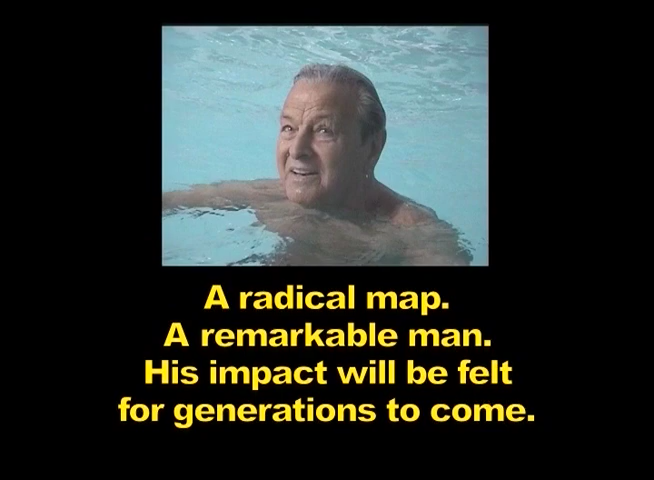 A radical map.
A remarkable man.
His impact will be felt
for generations to come.